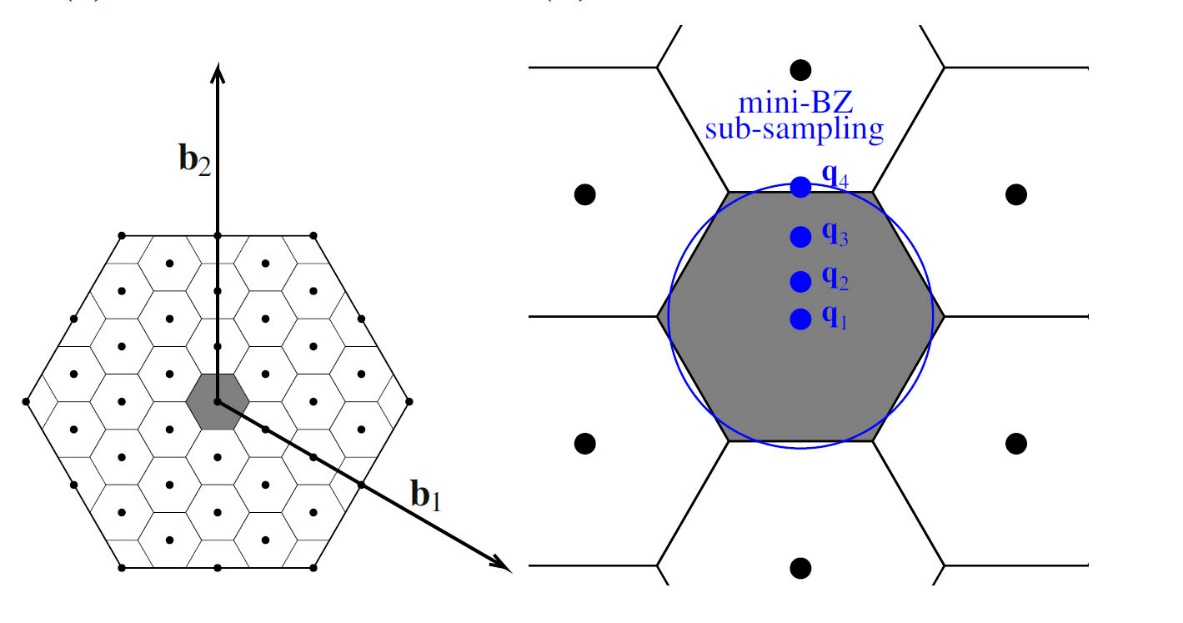 b₂
b₁
mini-BZ
sub-sampling
q₄
q₃
q₂
q₁